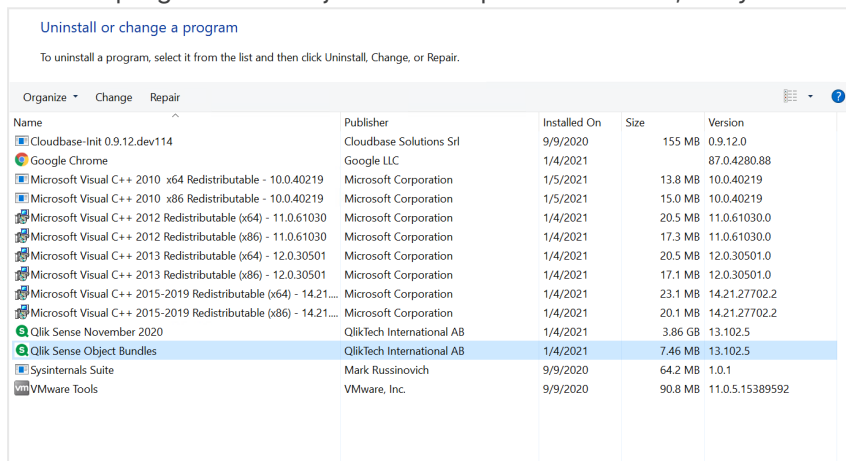 Uninstall or change a program
To uninstall a program, select it from the list and then click Uninstall, Change, or Repair.
Organize Change Repair
Name Publisher Installed On Size Version
Cloudbase-Init 0.9.12.dev114 Cloudbase Solutions Srl 9/9/2020 155 MB 0.9.12.0
Google Chrome Google LLC 1/4/2021 87.0.4280.88
Microsoft Visual C++ 2010 x64 Redistributable - 10.0.40219 Microsoft Corporation 1/5/2021 13.8 MB 10.0.40219
Microsoft Visual C++ 2010 x86 Redistributable - 10.0.40219 Microsoft Corporation 1/5/2021 15.0 MB 10.0.40219
Microsoft Visual C++ 2012 Redistributable (x64) - 11.0.61030 Microsoft Corporation 1/4/2021 20.5 MB 11.0.61030.0
Microsoft Visual C++ 2012 Redistributable (x86) - 11.0.61030 Microsoft Corporation 1/4/2021 17.3 MB 11.0.61030.0
Microsoft Visual C++ 2013 Redistributable (x64) - 12.0.30501 Microsoft Corporation 1/4/2021 20.5 MB 12.0.30501.0
Microsoft Visual C++ 2013 Redistributable (x86) - 12.0.30501 Microsoft Corporation 1/4/2021 17.1 MB 12.0.30501.0
Microsoft Visual C++ 2015-2019 Redistributable (x64) - 14.21.... Microsoft Corporation 1/4/2021 23.1 MB 14.21.27702.2
Microsoft Visual C++ 2015-2019 Redistributable (x86) - 14.21.... Microsoft Corporation 1/4/2021 20.1 MB 14.21.27702.2
Qlik Sense November 2020 QlikTech International AB 1/4/2021 3.86 GB 13.102.5
Qlik Sense Object Bundles QlikTech International AB 1/4/2021 7.46 MB 13.102.5
Sysinternals Suite Mark Russinovich 9/9/2020 64.2 MB 1.0.1
vm VMware Tools VMware, Inc. 9/9/2020 90.8 MB 11.0.5.15389592